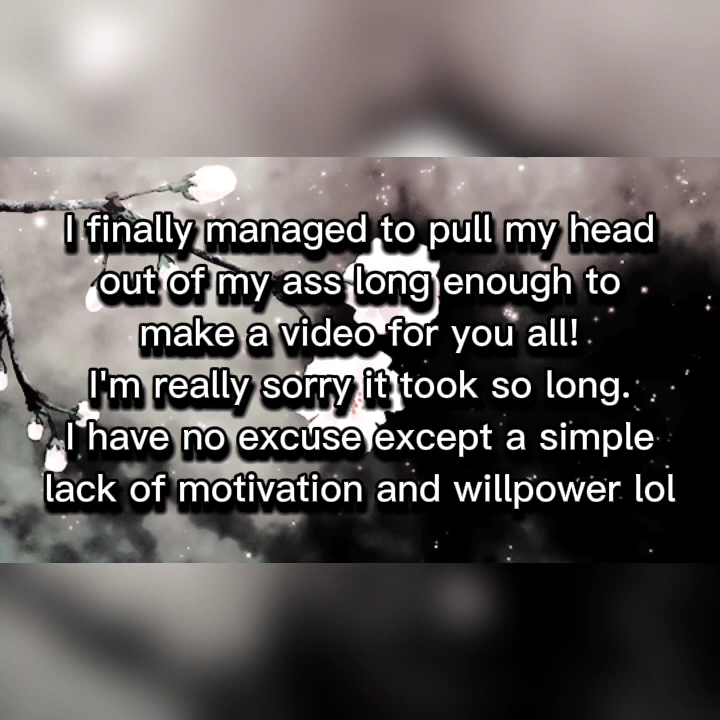 I finally managed to pull my head
out of my ass long enough to
make a video for you all!
I'm really sorry it took so long.
I have no excuse except a simple
lack of motivation and willpower lol